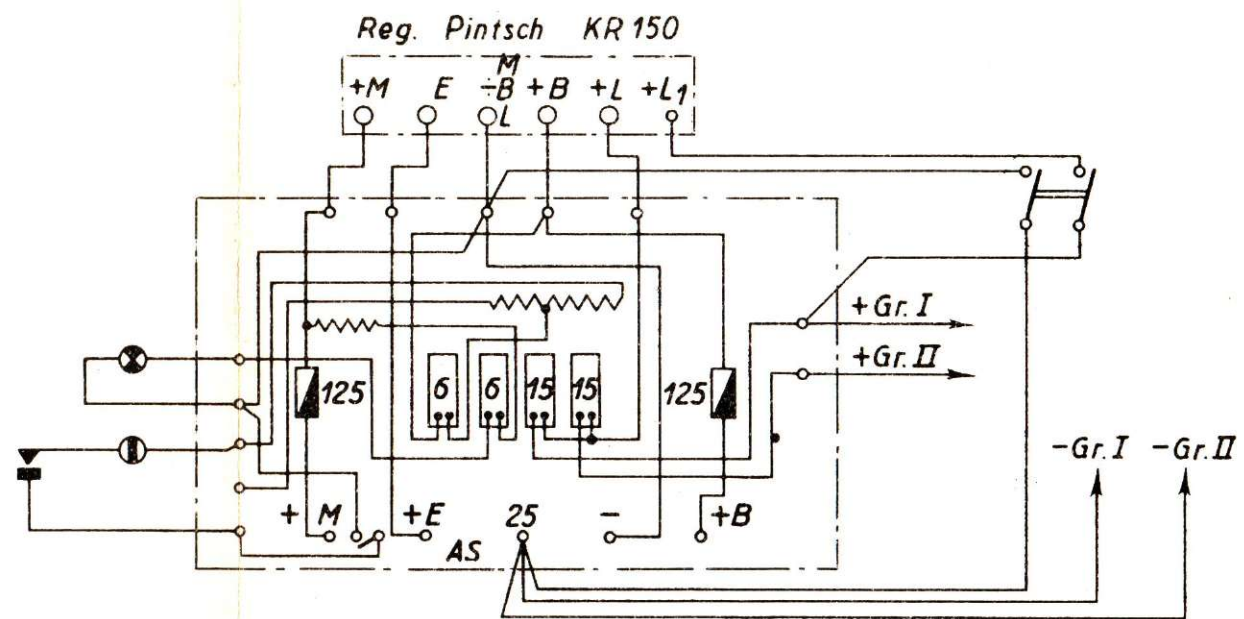 Reg. Pintsch KR 150
M
+M E -B +B +L +L1
L
+Gr. I
+Gr. II
125 6 6 15 15 125
-Gr. I -Gr. II
+ M +E 25 - +B
AS